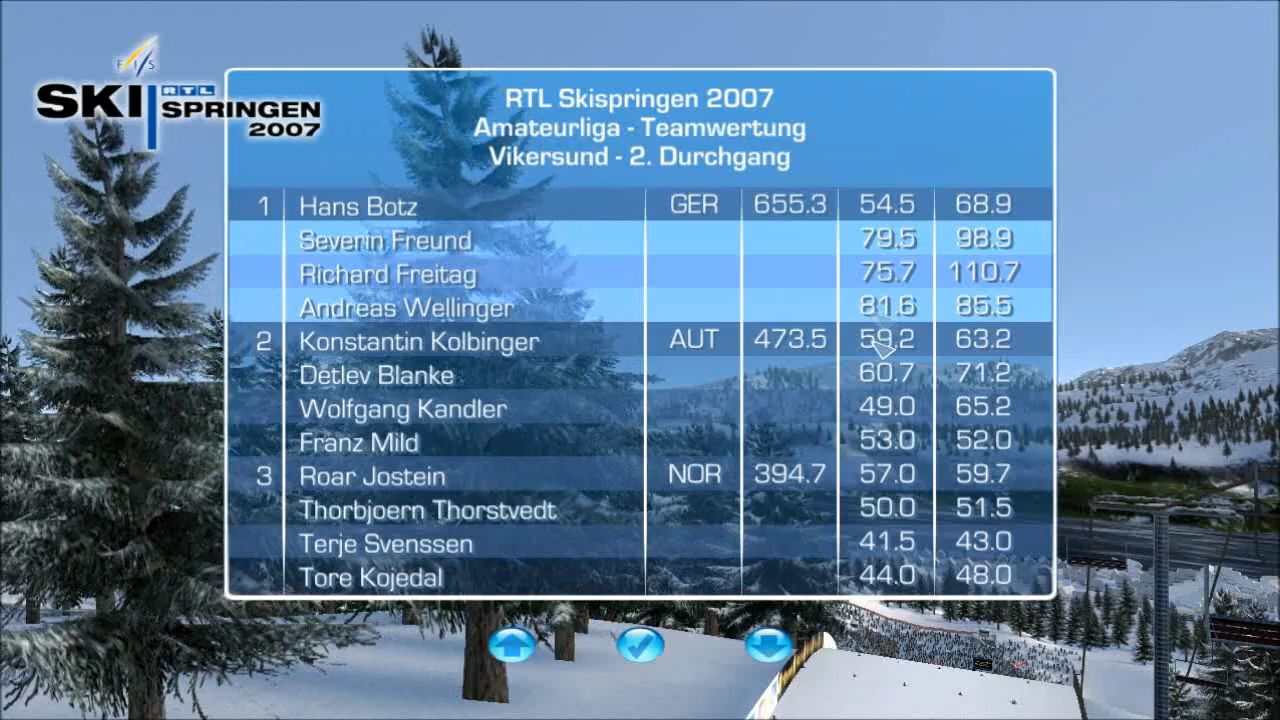 FIS
SKI RTL SPRINGEN
2007
RTL Skispringen 2007
Amateurliga - Teamwertung
Vikersund - 2. Durchgang
1 Hans Botz GER 655.3 54.5 68.9
Severin Freund 79.5 98.9
Richard Freitag 75.7 110.7
Andreas Wellinger 81.6 85.5
2 Konstantin Kolbinger AUT 473.5 59.2 63.2
Detlev Blanke 60.7 71.2
Wolfgang Kandler 49.0 65.2
Franz Mild 53.0 52.0
3 Roar Jostein NOR 394.7 57.0 59.7
Thorbjoern Thorstvedt 50.0 51.5
Terje Svenssen 41.5 43.0
Tore Kojedal 44.0 48.0